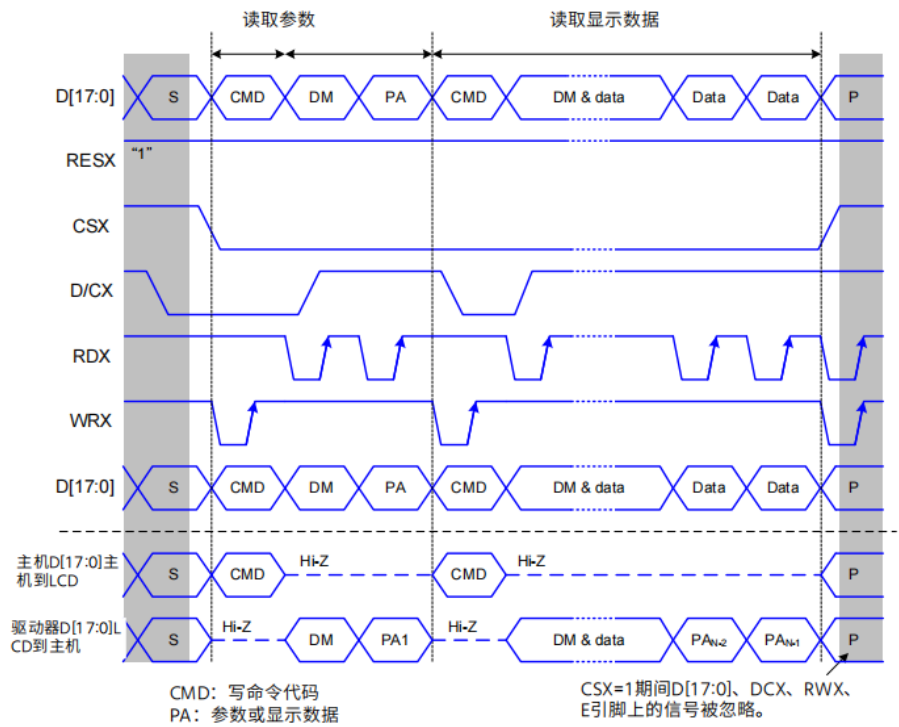 读取参数 读取显示数据
D[17:0] S CMD DM PA CMD DM & data Data Data P
RESX "1"
CSX
D/CX
RDX
WRX
D[17:0] S CMD DM PA CMD DM & data Data Data P
主机D[17:0]主
机到LCD
S CMD Hi-Z CMD Hi-Z P
驱动器D[17:0]L
CD到主机
S Hi-Z DM PA1 Hi-Z DM & data PAN-2 PAN-1 P
CMD：写命令代码
PA：参数或显示数据
CSX=1期间D[17:0]、DCX、RWX、
E引脚上的信号被忽略。